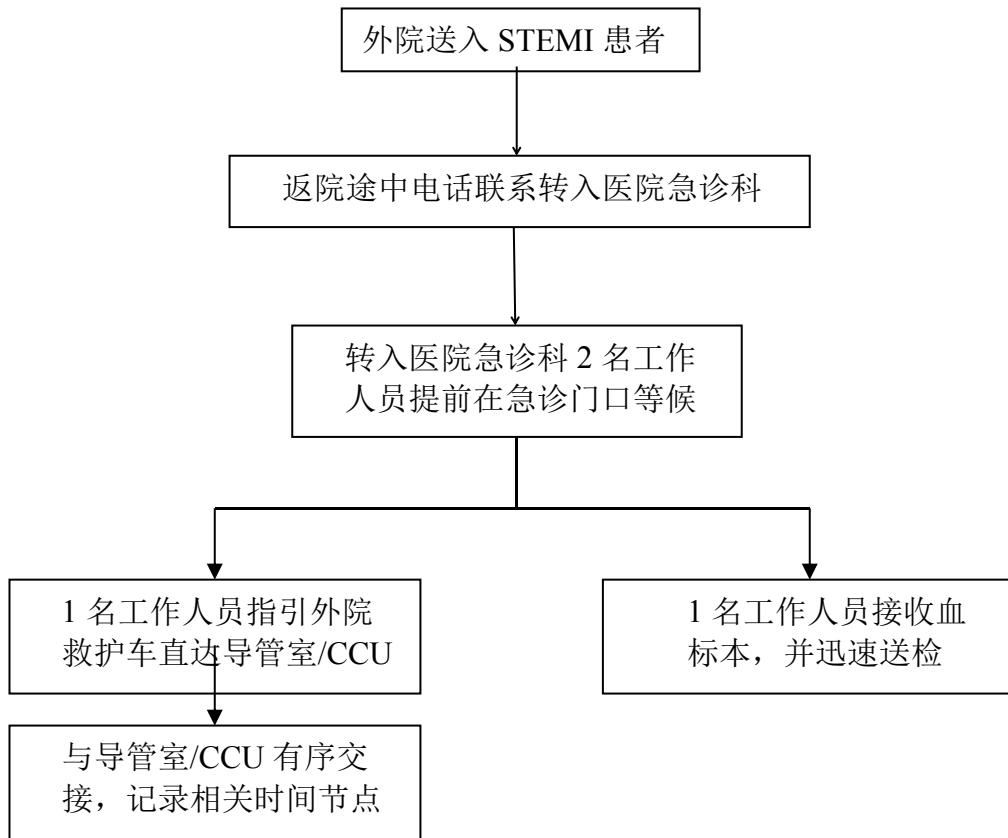 外院送入 STEMI 患者
返院途中电话联系转入医院急诊科
转入医院急诊科 2 名工作
人员提前在急诊门口等候
1 名工作人员指引外院
救护车直达导管室/CCU
1 名工作人员接收血
标本，并迅速送检
与导管室/CCU 有序交
接，记录相关时间节点